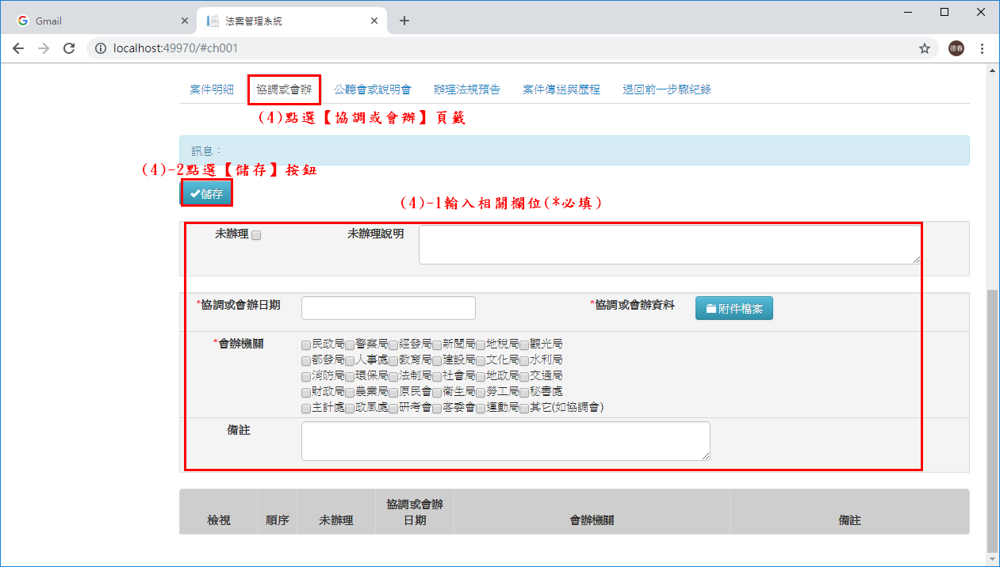 Gmail
法案管理系統
localhost:49970/#ch001
德春
案件明細 協調或會辦 公聽會或說明會 辦理法規預告 案件傳送與歷程 退回前一步驟紀錄
(4)點選【協調或會辦】頁籤
訊息：
(4)-2點選【儲存】按鈕
儲存
(4)-1輸入相關欄位(*必填)
未辦理 未辦理說明
*協調或會辦日期 *協調或會辦資料 附件檔案
*會辦機關 民政局 警察局 經發局 新聞局 地稅局 觀光局
都發局 人事處 教育局 建設局 文化局 水利局
消防局 環保局 法制局 社會局 地政局 交通局
財政局 農業局 原民會 衛生局 勞工局 秘書處
主計處 政風處 研考會 客委會 運動局 其它(如協調會)
備註
檢視 順序 未辦理 協調或會辦日期 會辦機關 備註